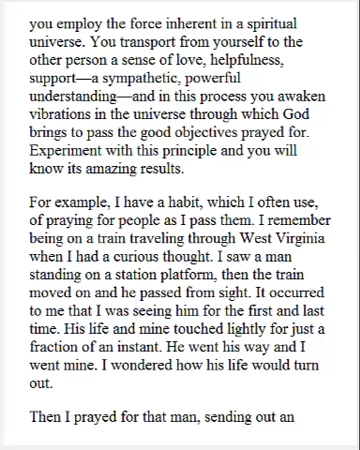 you employ the force inherent in a spiritual
universe. You transport from yourself to the
other person a sense of love, helpfulness,
support—a sympathetic, powerful
understanding—and in this process you awaken
vibrations in the universe through which God
brings to pass the good objectives prayed for.
Experiment with this principle and you will
know its amazing results.
For example, I have a habit, which I often use,
of praying for people as I pass them. I remember
being on a train traveling through West Virginia
when I had a curious thought. I saw a man
standing on a station platform, then the train
moved on and he passed from sight. It occurred
to me that I was seeing him for the first and last
time. His life and mine touched lightly for just a
fraction of an instant. He went his way and I
went mine. I wondered how his life would turn
out.
Then I prayed for that man, sending out an